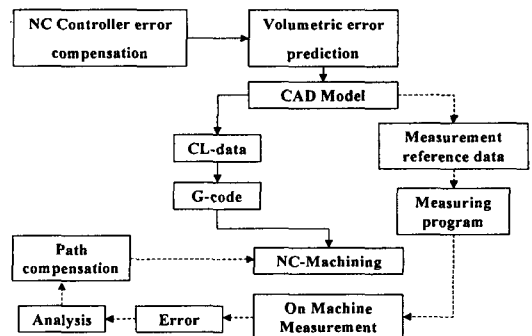 NC Controller error
compensation
Volumetric error
prediction
CAD Model
CL-data
Measurement
reference data
G-code
Measuring
program
Path
compensation
NC-Machining
Analysis
Error
On Machine
Measurement